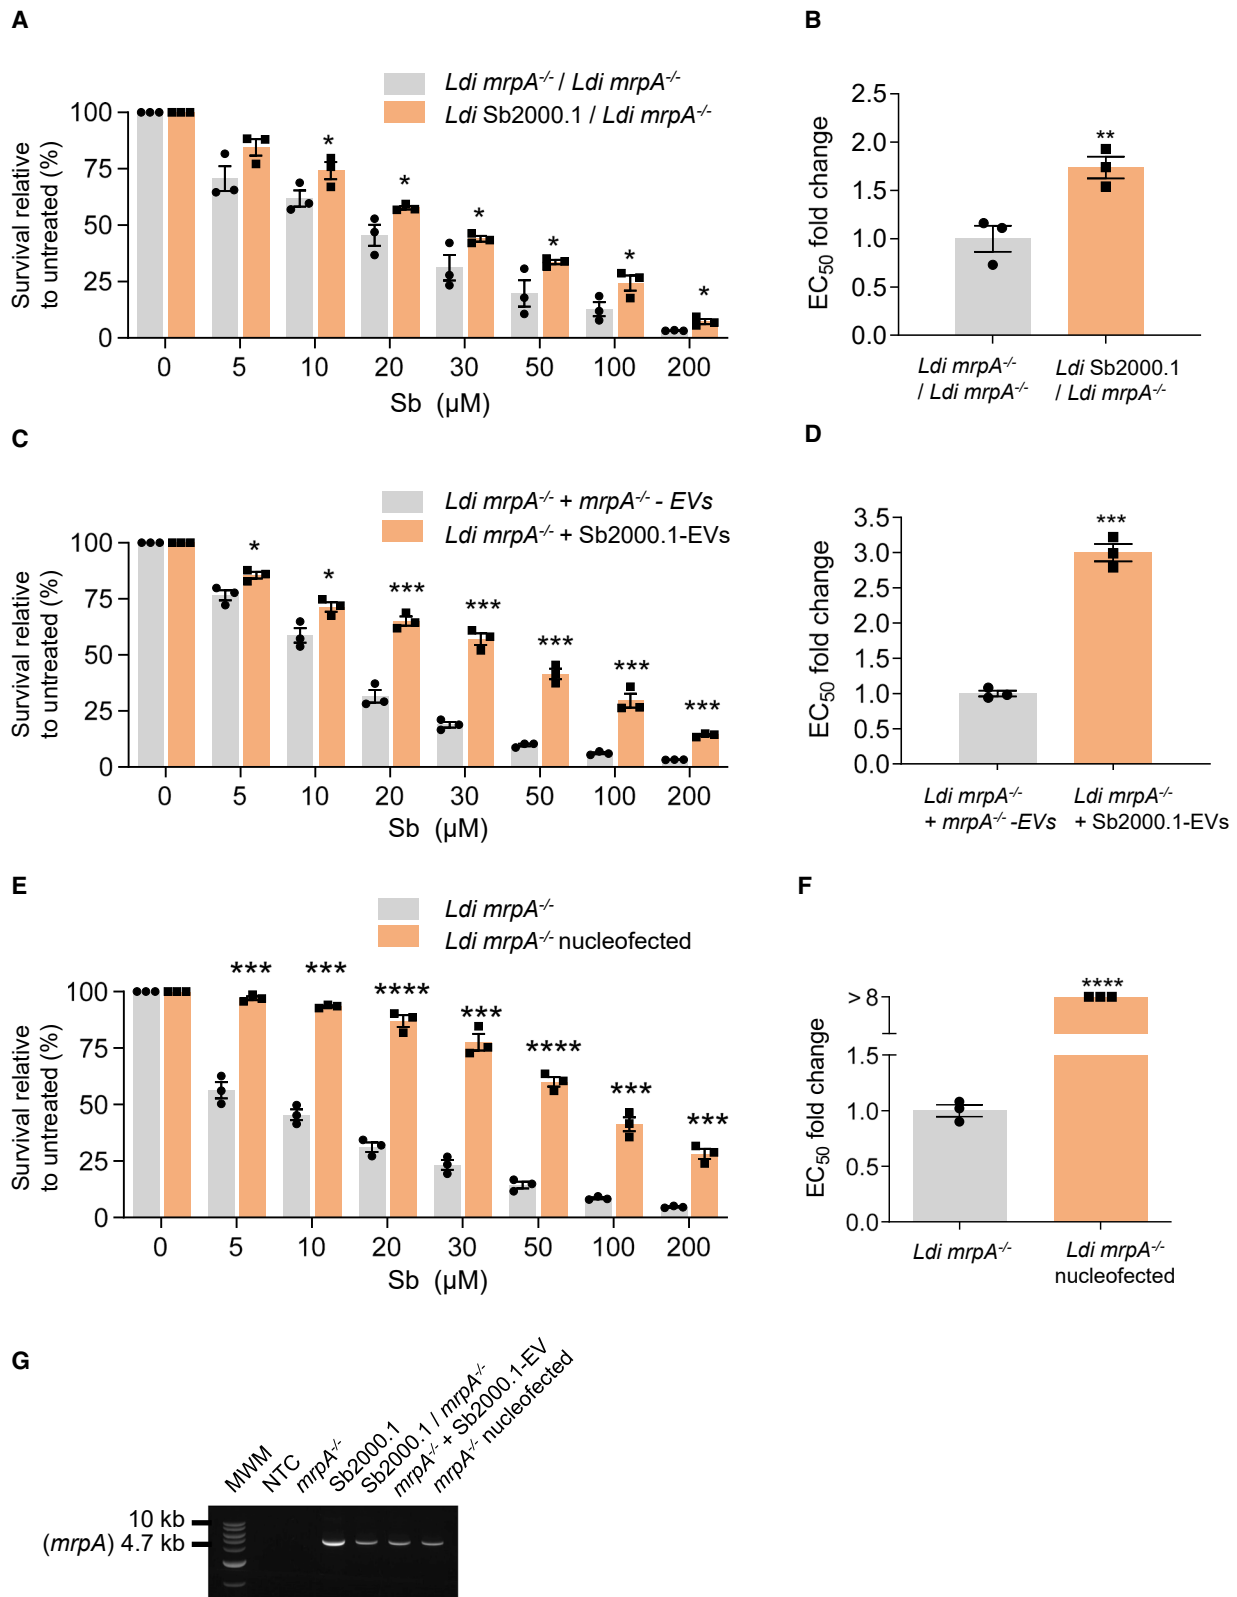 A
Ldi mrpA-/- / Ldi mrpA-/-
Ldi Sb2000.1 / Ldi mrpA-/-
Survival relative
to untreated (%)
100
75
50
25
0
*
*
*
*
*
*
0 5 10 20 30 50 100 200
Sb (µM)
B
EC50 fold change
2.5
2.0
1.5
1.0
0.5
0.0
**
Ldi mrpA-/-
/ Ldi mrpA-/-
Ldi Sb2000.1
/ Ldi mrpA-/-
C
Ldi mrpA-/- + mrpA-/- - EVs
Ldi mrpA-/- + Sb2000.1-EVs
Survival relative
to untreated (%)
100
75
50
25
0
*
*
***
***
***
***
***
0 5 10 20 30 50 100 200
Sb (µM)
D
EC50 fold change
3.5
3.0
2.5
2.0
1.5
1.0
0.5
0.0
***
Ldi mrpA-/-
+ mrpA-/- -EVs
Ldi mrpA-/-
+ Sb2000.1-EVs
E
Ldi mrpA-/-
Ldi mrpA-/- nucleofected
Survival relative
to untreated (%)
100
75
50
25
0
***
***
****
***
****
***
***
0 5 10 20 30 50 100 200
Sb (µM)
F
EC50 fold change
> 8
1.5
1.0
0.5
0.0
****
Ldi mrpA-/-
Ldi mrpA-/-
nucleofected
G
MWM
NTC
mrpA-/-
Sb2000.1
Sb2000.1 / mrpA-/-
mrpA-/- + Sb2000.1-EV
mrpA-/- nucleofected
10 kb
(mrpA) 4.7 kb